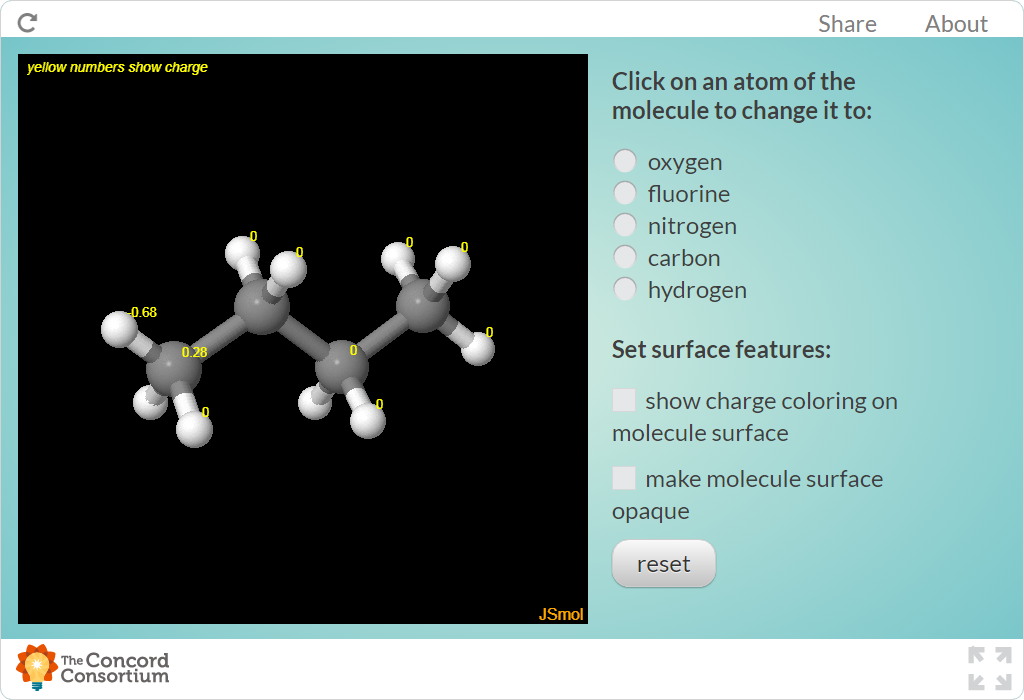 Share
About
yellow numbers show charge
0
0
0
0
-0.68
0
0.28
0
0
0
Click on an atom of the
molecule to change it to:
oxygen
fluorine
nitrogen
carbon
hydrogen
Set surface features:
show charge coloring on
molecule surface
make molecule surface
opaque
reset
JSmol
The Concord
Consortium